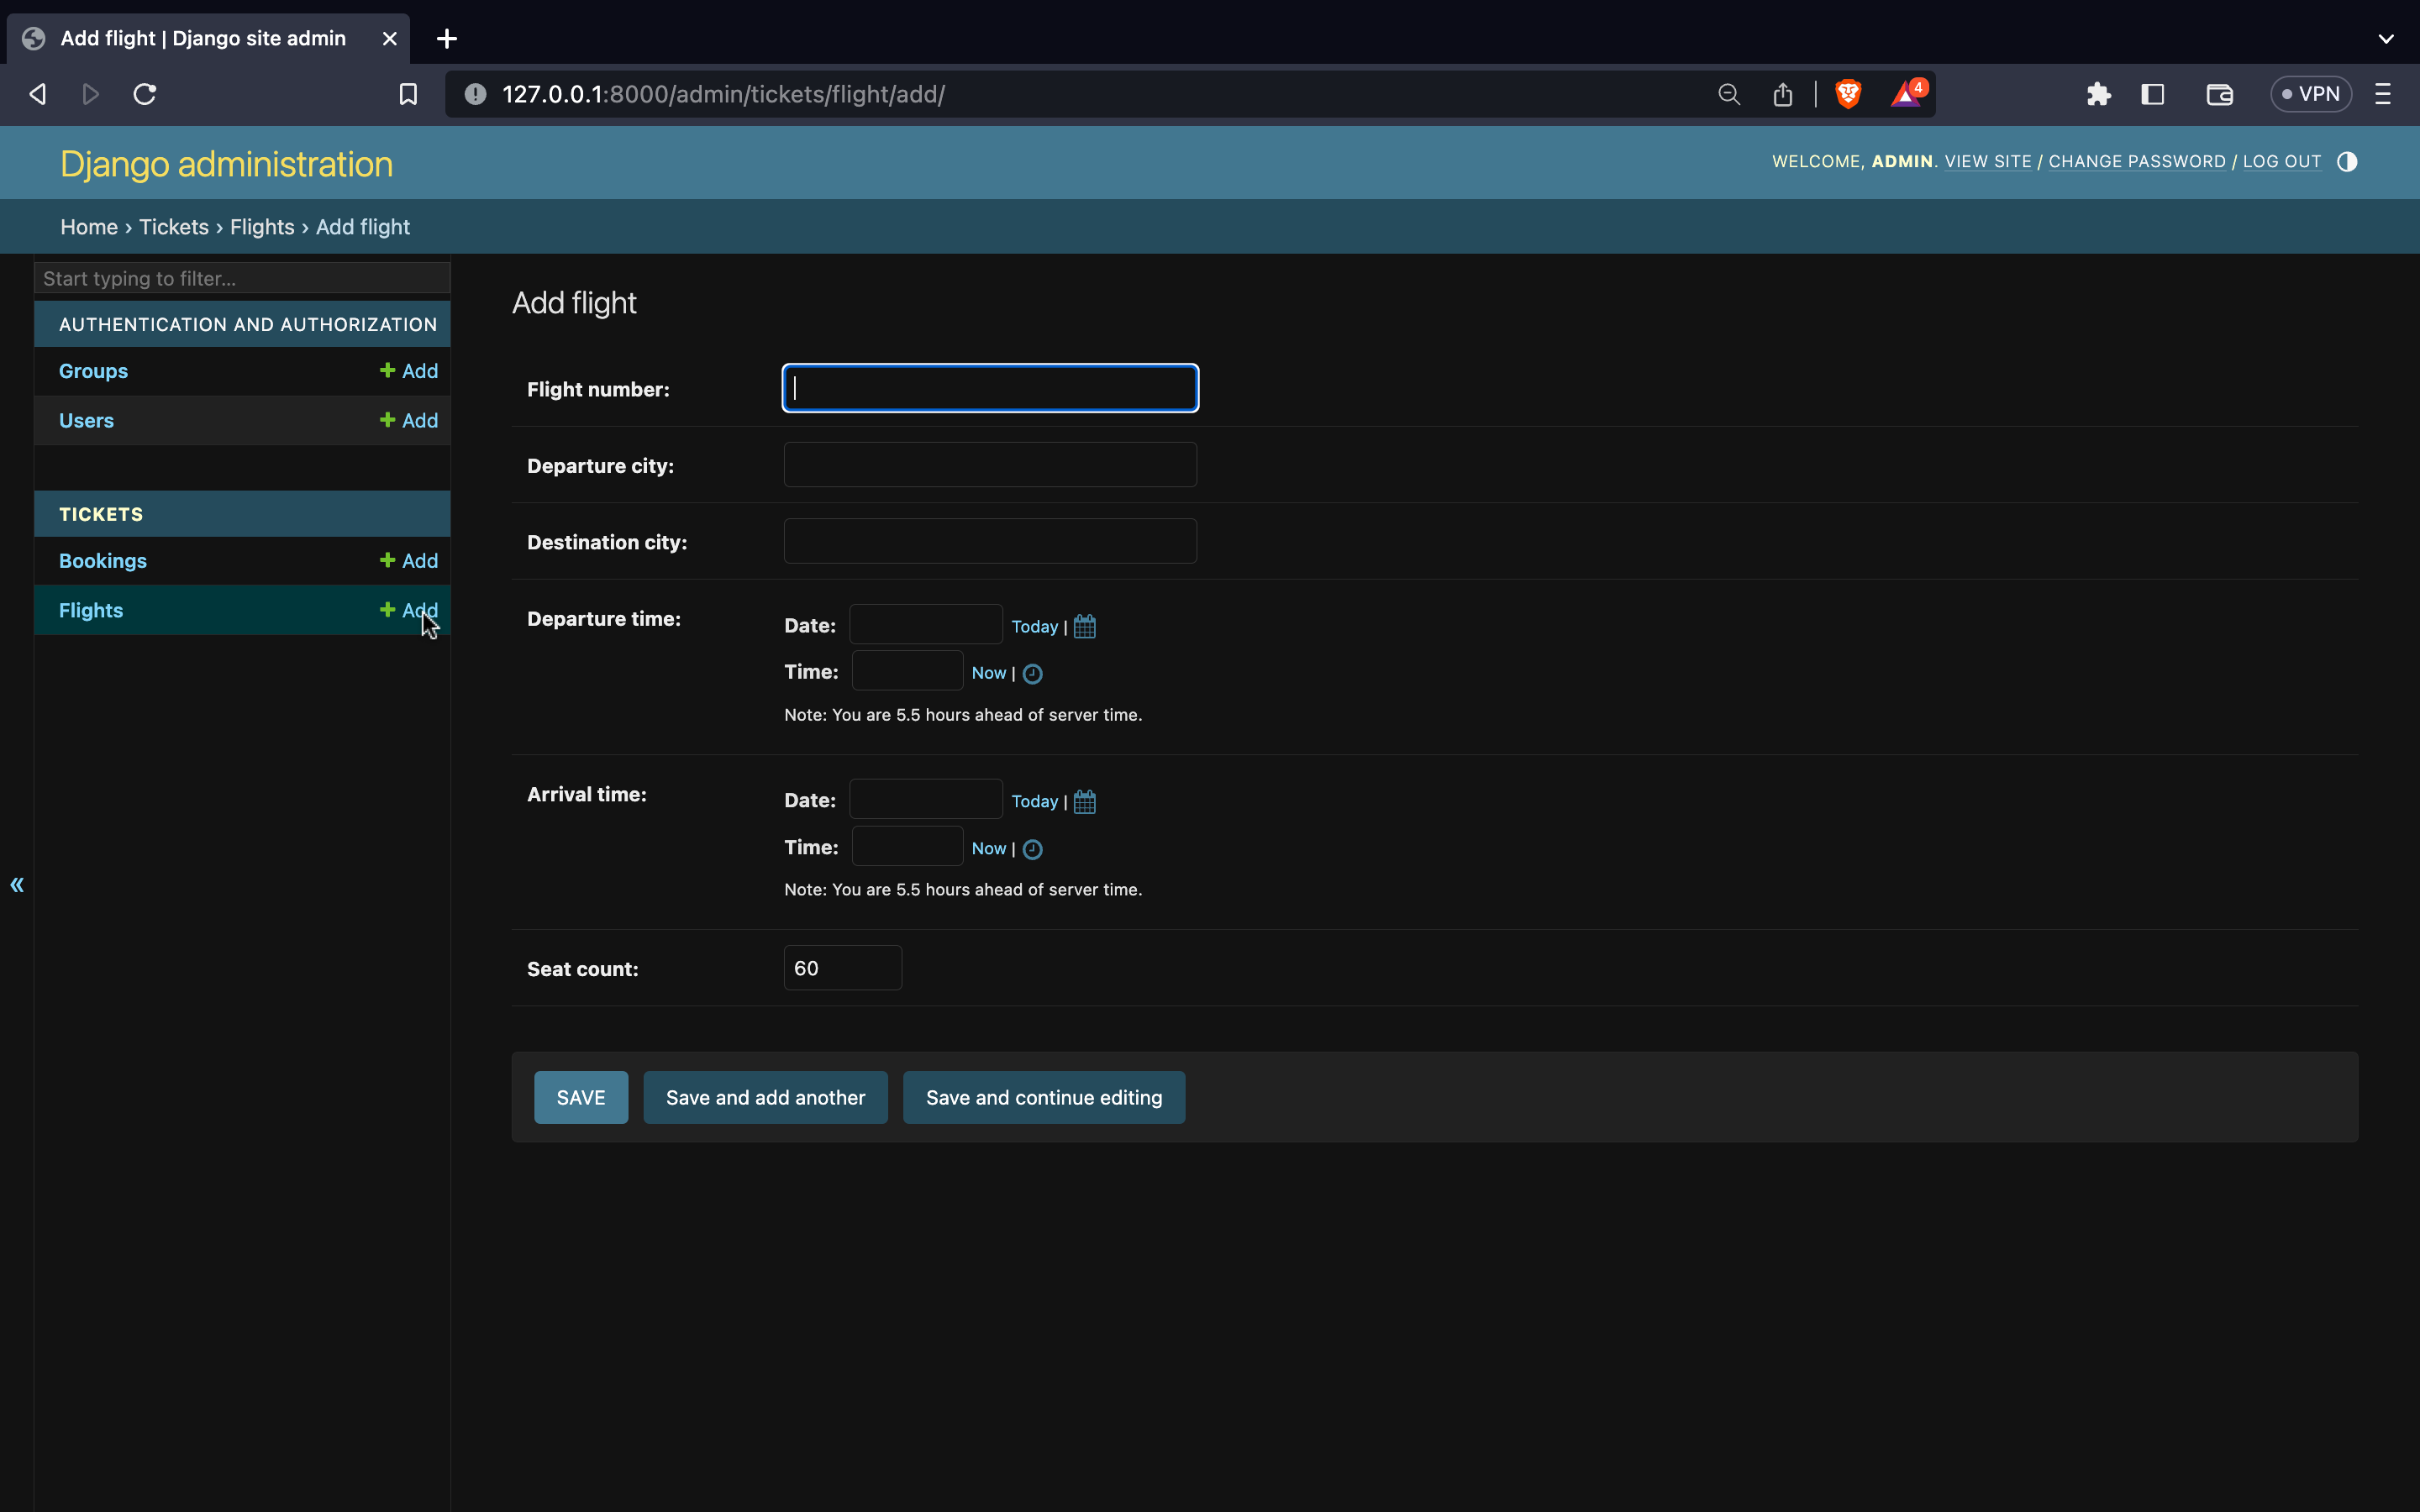 Add flight | Django site admin
127.0.0.1:8000/admin/tickets/flight/add/
4
VPN
Django administration
WELCOME, ADMIN. VIEW SITE / CHANGE PASSWORD / LOG OUT
Home › Tickets › Flights › Add flight
Start typing to filter...
AUTHENTICATION AND AUTHORIZATION
Groups + Add
Users + Add
TICKETS
Bookings + Add
Flights + Add
«
Add flight
Flight number:
Departure city:
Destination city:
Departure time:
Date: Today |
Time: Now |
Note: You are 5.5 hours ahead of server time.
Arrival time:
Date: Today |
Time: Now |
Note: You are 5.5 hours ahead of server time.
Seat count: 60
SAVE Save and add another Save and continue editing